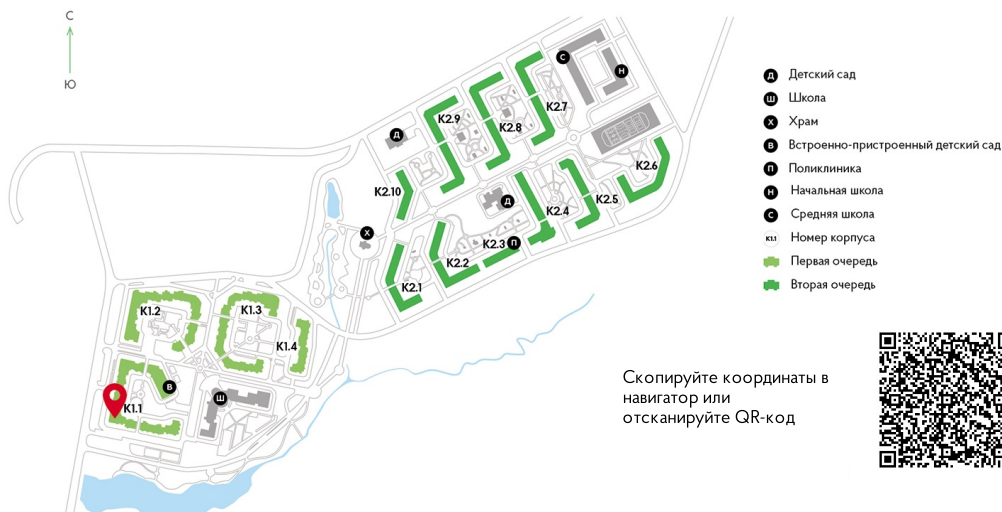 С
Ю
С
Н
К2.7
К2.9
К2.8
Д
К2.6
К2.10
Д
К2.5
К2.4
Х
К2.3
П
К2.2
К2.1
К1.2
К1.3
К1.4
В
Ш
К1.1
Д Детский сад
Ш Школа
Х Храм
В Встроенно-пристроенный детский сад
П Поликлиника
Н Начальная школа
С Средняя школа
К1.1 Номер корпуса
Первая очередь
Вторая очередь
Скопируйте координаты в
навигатор или
отсканируйте QR-код